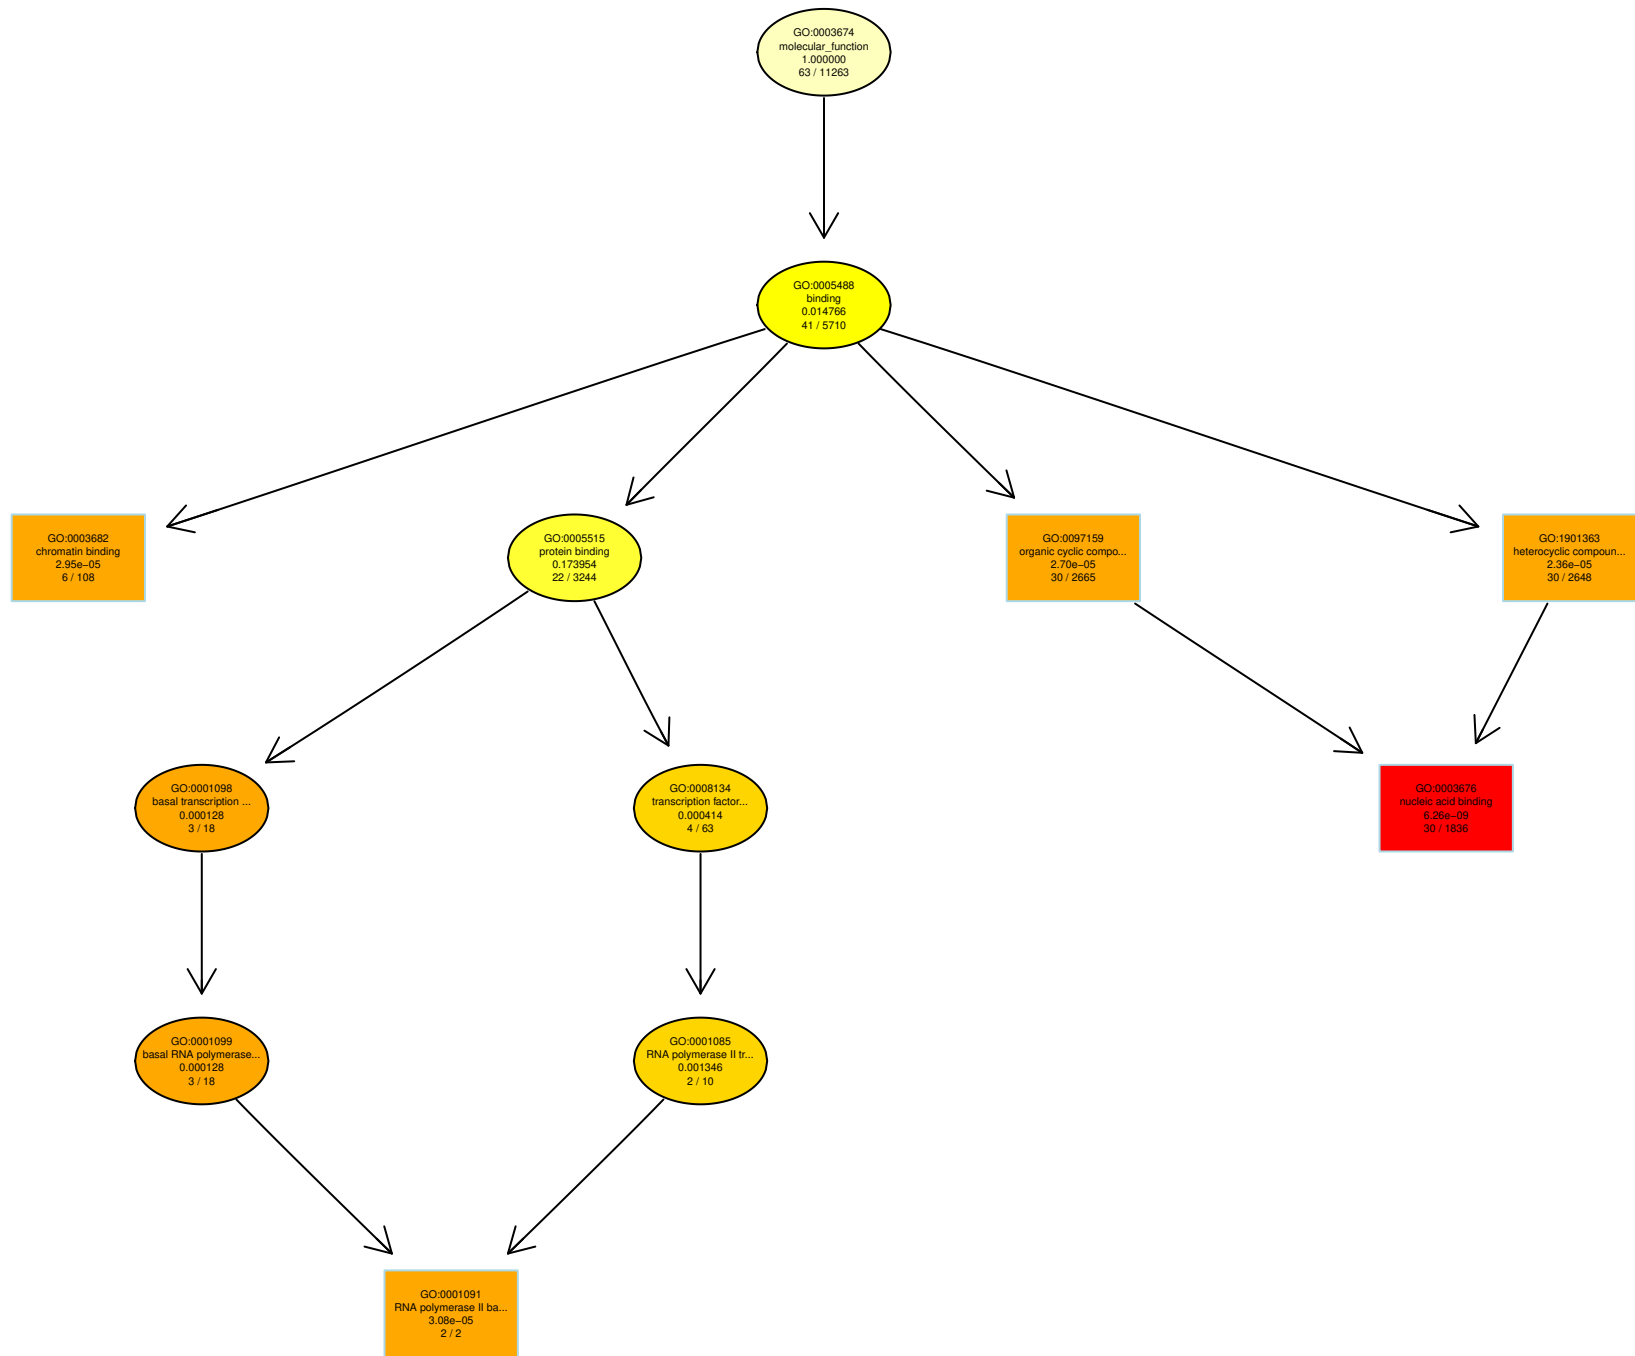 GO:0003674
molecular_function
1.000000
63 / 11263
GO:0005488
binding
0.014766
41 / 5710
GO:0003682
chromatin binding
2.95e−05
6 / 108
GO:0005515
protein binding
0.173954
22 / 3244
GO:0097159
organic cyclic compo...
2.70e−05
30 / 2665
GO:1901363
heterocyclic compoun...
2.36e−05
30 / 2648
GO:0001098
basal transcription ...
0.000128
3 / 18
GO:0008134
transcription factor...
0.000414
4 / 63
GO:0003676
nucleic acid binding
6.26e−09
30 / 1836
GO:0001099
basal RNA polymerase...
0.000128
3 / 18
GO:0001085
RNA polymerase II tr...
0.001346
2 / 10
GO:0001091
RNA polymerase II ba...
3.08e−05
2 / 2